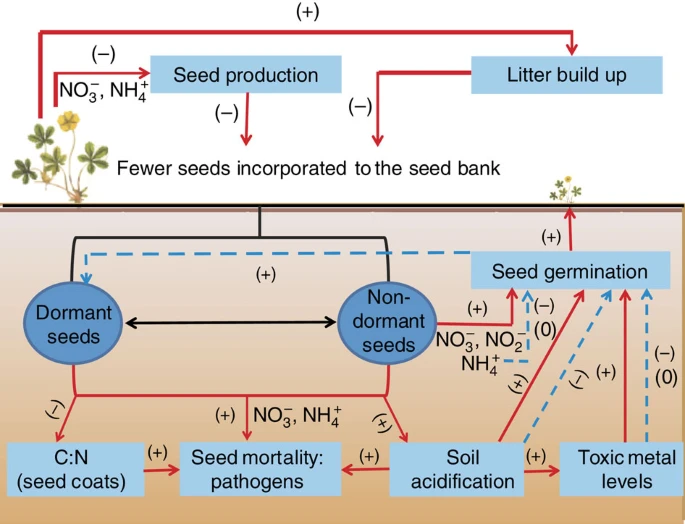 (+)
(–)
Seed production
Litter build up
NO₃⁻, NH₄⁺
(–)
(–)
Fewer seeds incorporated to the seed bank
(+)
(+)
Seed germination
Dormant
seeds
Non-
dormant
seeds
(+)
(–)
(0)
NO₃⁻, NO₂⁻
NH₄⁺
(+)
(–)
(+)
(–)
(0)
(–)
(+)
NO₃⁻, NH₄⁺
(+)
C:N
(seed coats)
(+)
Seed mortality:
pathogens
(+)
Soil
acidification
(+)
Toxic metal
levels